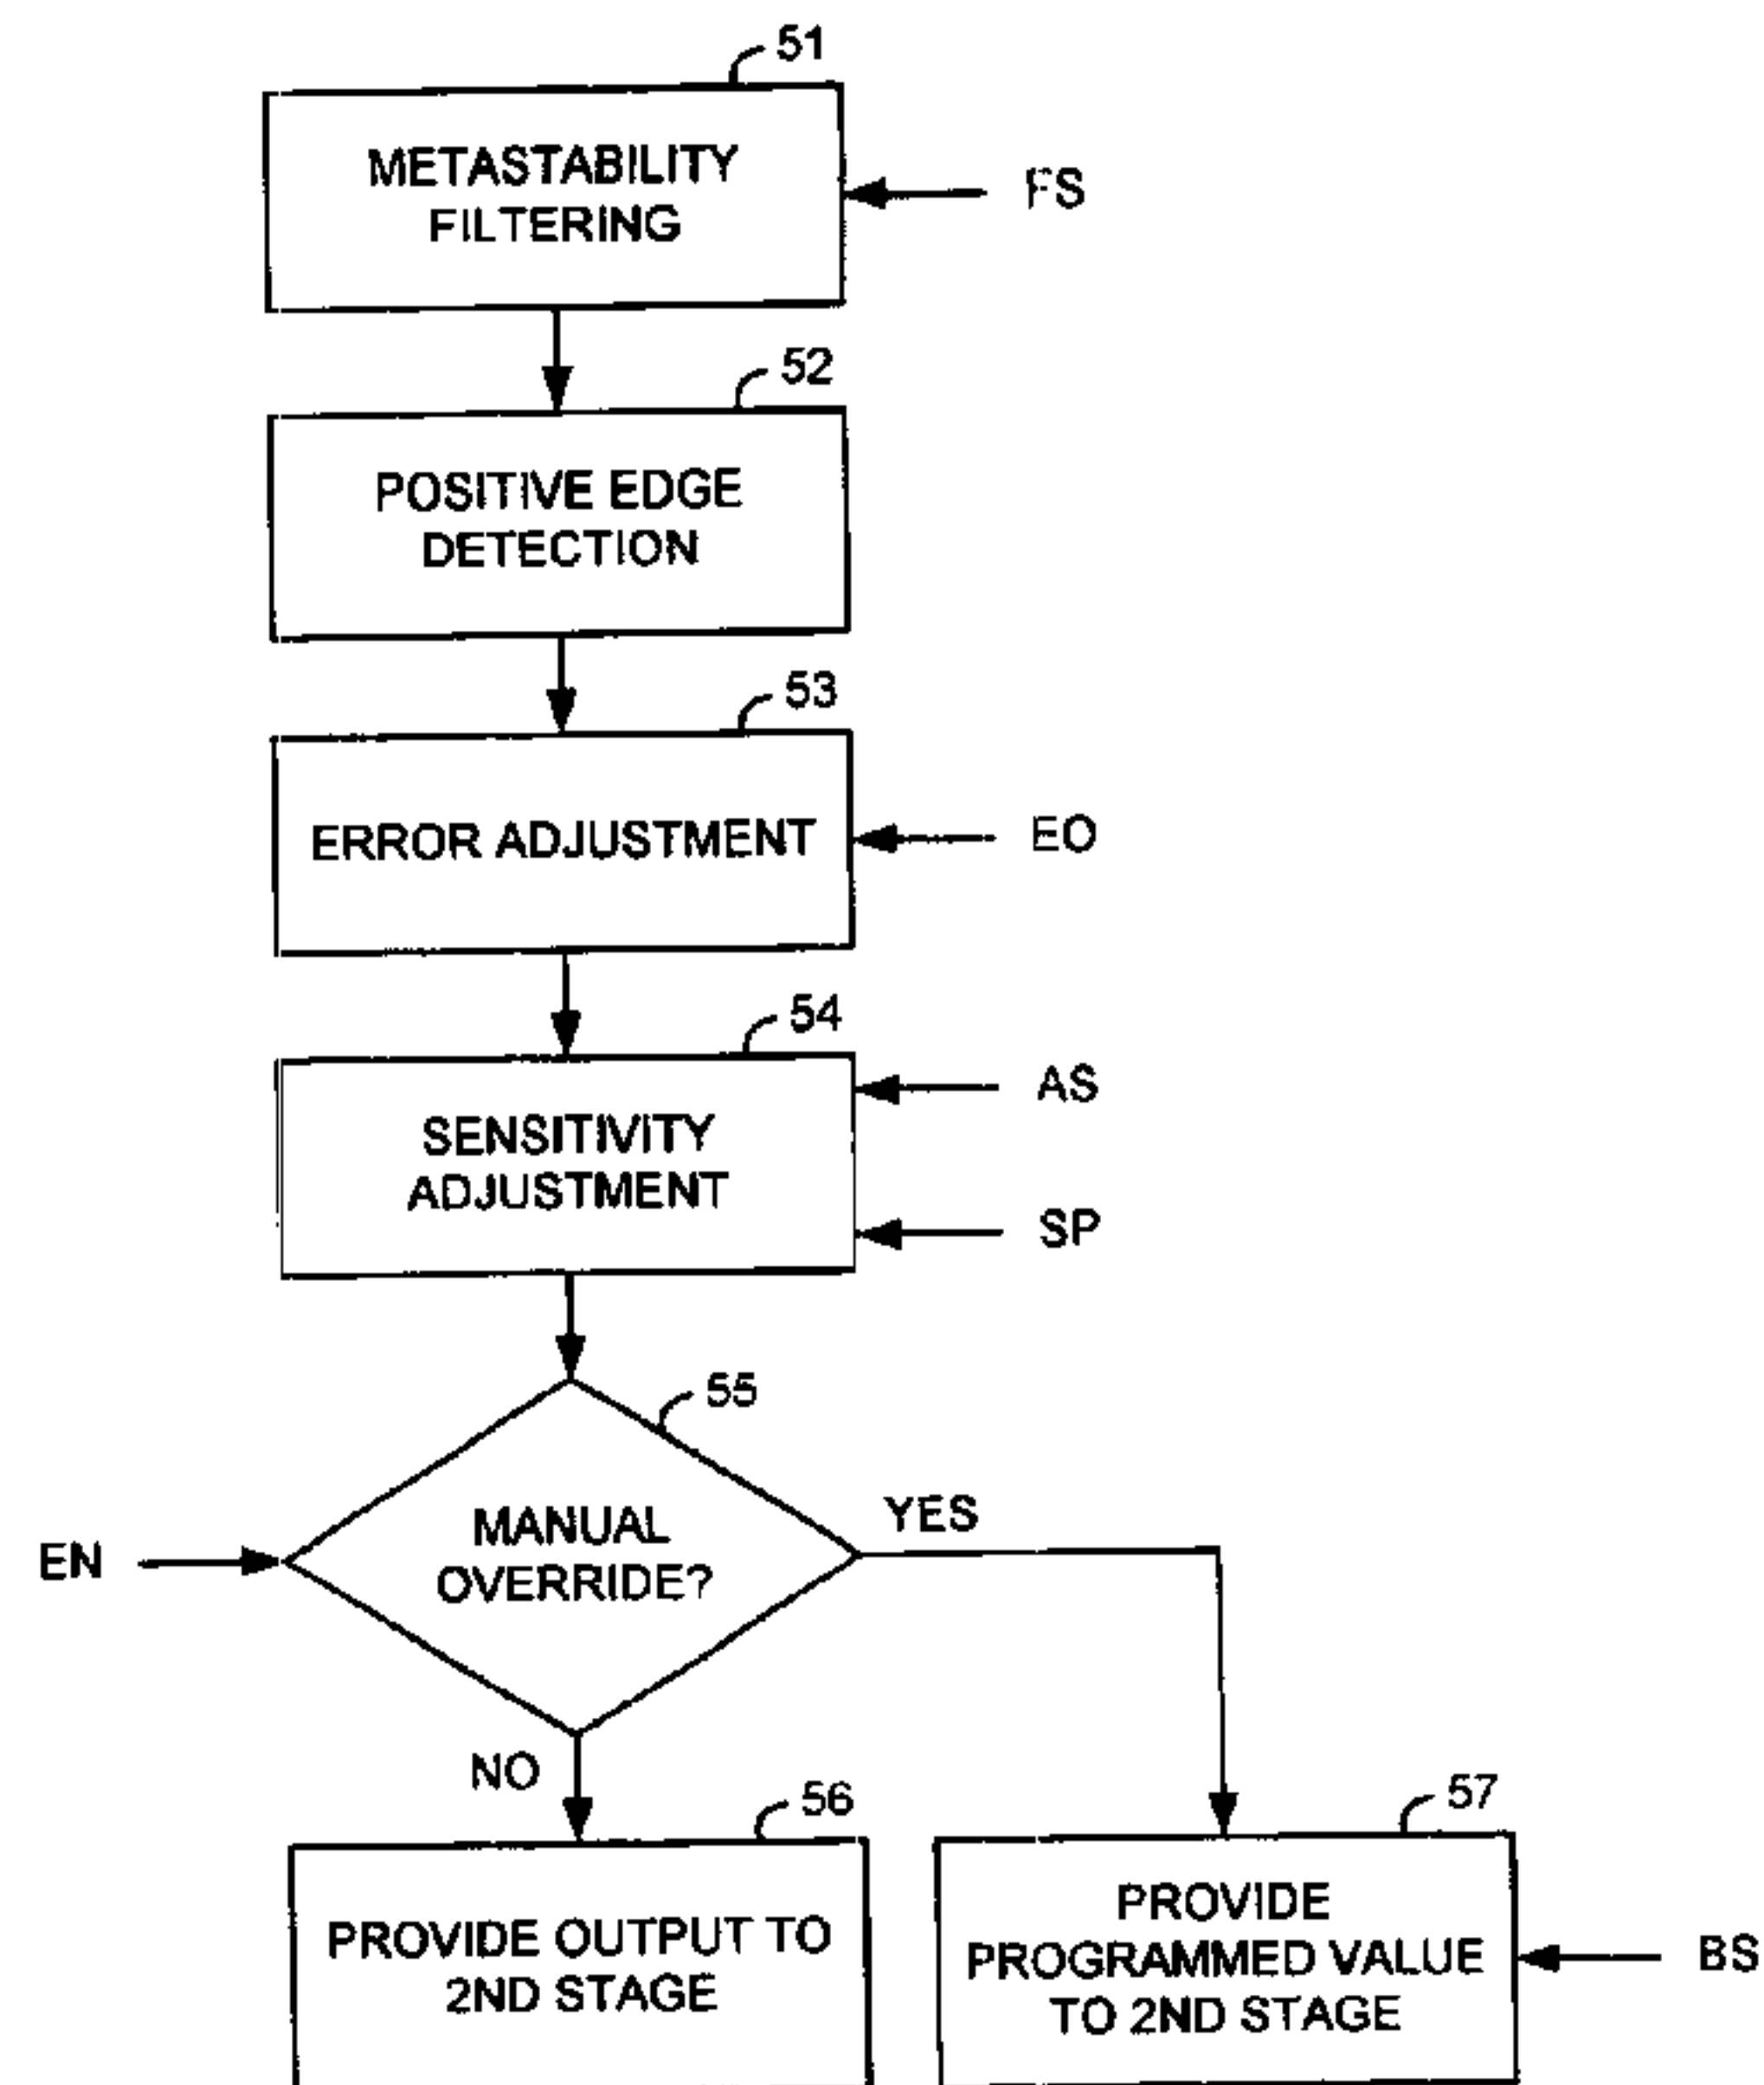 51
METASTABILITY
FILTERING
FS
52
POSITIVE EDGE
DETECTION
53
ERROR ADJUSTMENT
EO
54
SENSITIVITY
ADJUSTMENT
AS
SP
55
EN
MANUAL
OVERRIDE?
YES
NO
56
PROVIDE OUTPUT TO
2ND STAGE
57
PROVIDE
PROGRAMMED VALUE
TO 2ND STAGE
BS